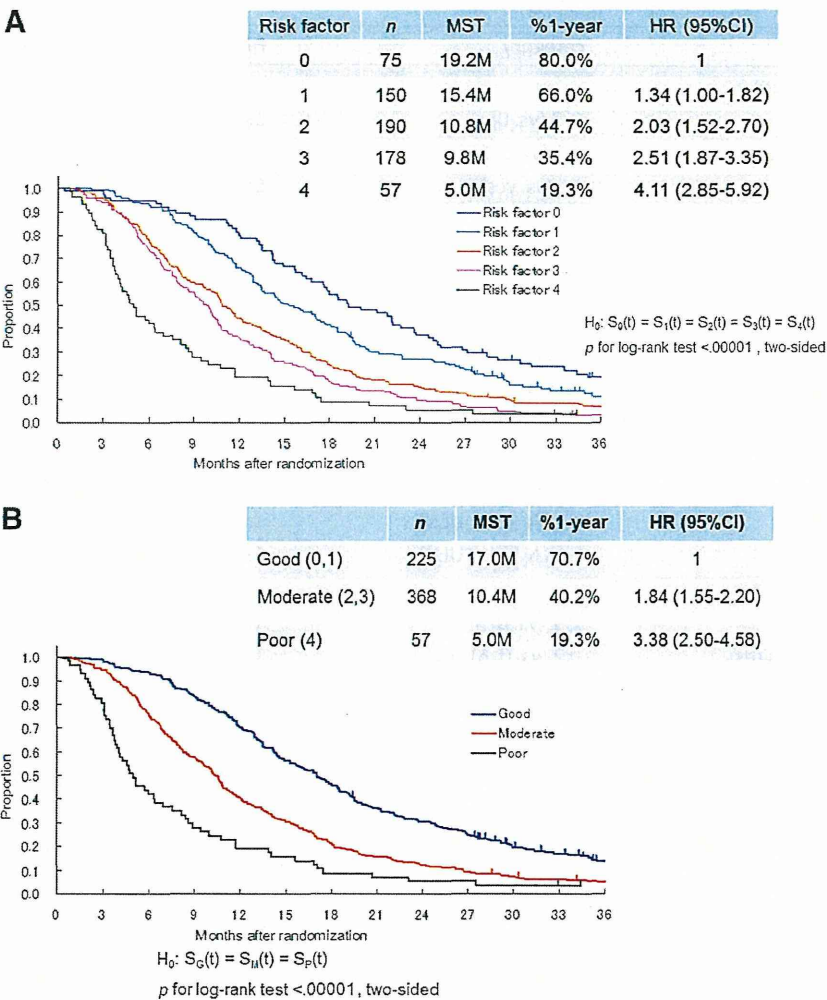 A
Risk factor n MST %1-year HR (95%CI)
0 75 19.2M 80.0% 1
1 150 15.4M 66.0% 1.34 (1.00-1.82)
2 190 10.8M 44.7% 2.03 (1.52-2.70)
3 178 9.8M 35.4% 2.51 (1.87-3.35)
4 57 5.0M 19.3% 4.11 (2.85-5.92)
Risk factor 0
Risk factor 1
Risk factor 2
Risk factor 3
Risk factor 4
H₀: S₀(t) = S₁(t) = S₂(t) = S₃(t) = S₄(t)
p for log-rank test <.00001 , two-sided
Proportion
1.0
0.9
0.8
0.7
0.6
0.5
0.4
0.3
0.2
0.1
0.0
0 3 6 9 12 15 18 21 24 27 30 33 36
Months after randomization
B
n MST %1-year HR (95%CI)
Good (0,1) 225 17.0M 70.7% 1
Moderate (2,3) 368 10.4M 40.2% 1.84 (1.55-2.20)
Poor (4) 57 5.0M 19.3% 3.38 (2.50-4.58)
Good
Moderate
Poor
Proportion
1.0
0.9
0.8
0.7
0.6
0.5
0.4
0.3
0.2
0.1
0.0
0 3 6 9 12 15 18 21 24 27 30 33 36
Months after randomization
H₀: S_G(t) = S_M(t) = S_P(t)
p for log-rank test <.00001, two-sided